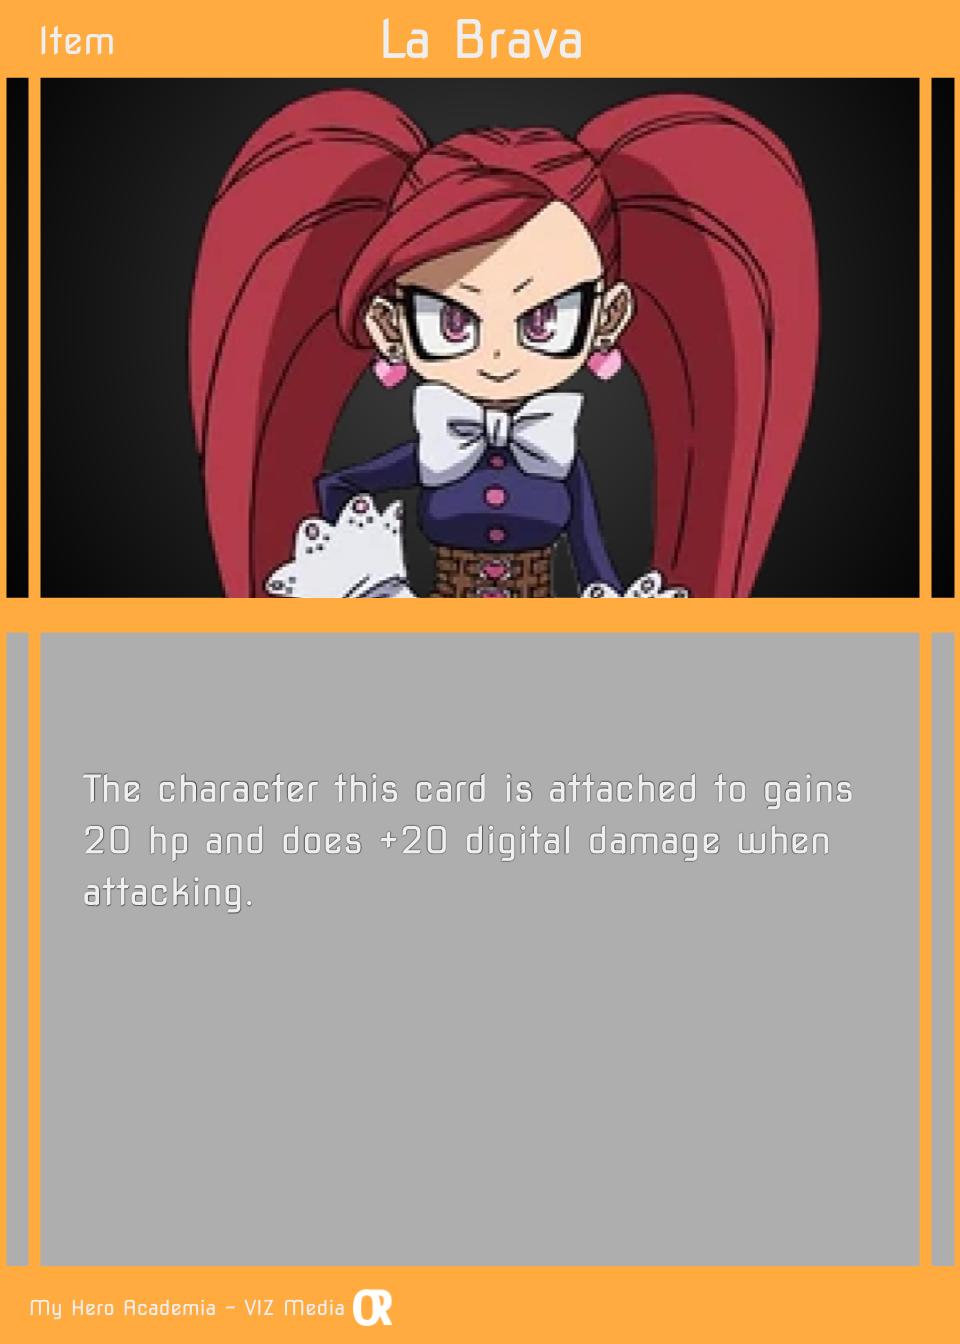 Item
La Brava
The character this card is attached to gains
20 hp and does +20 digital damage when
attacking.
My Hero Academia - VIZ Media OR